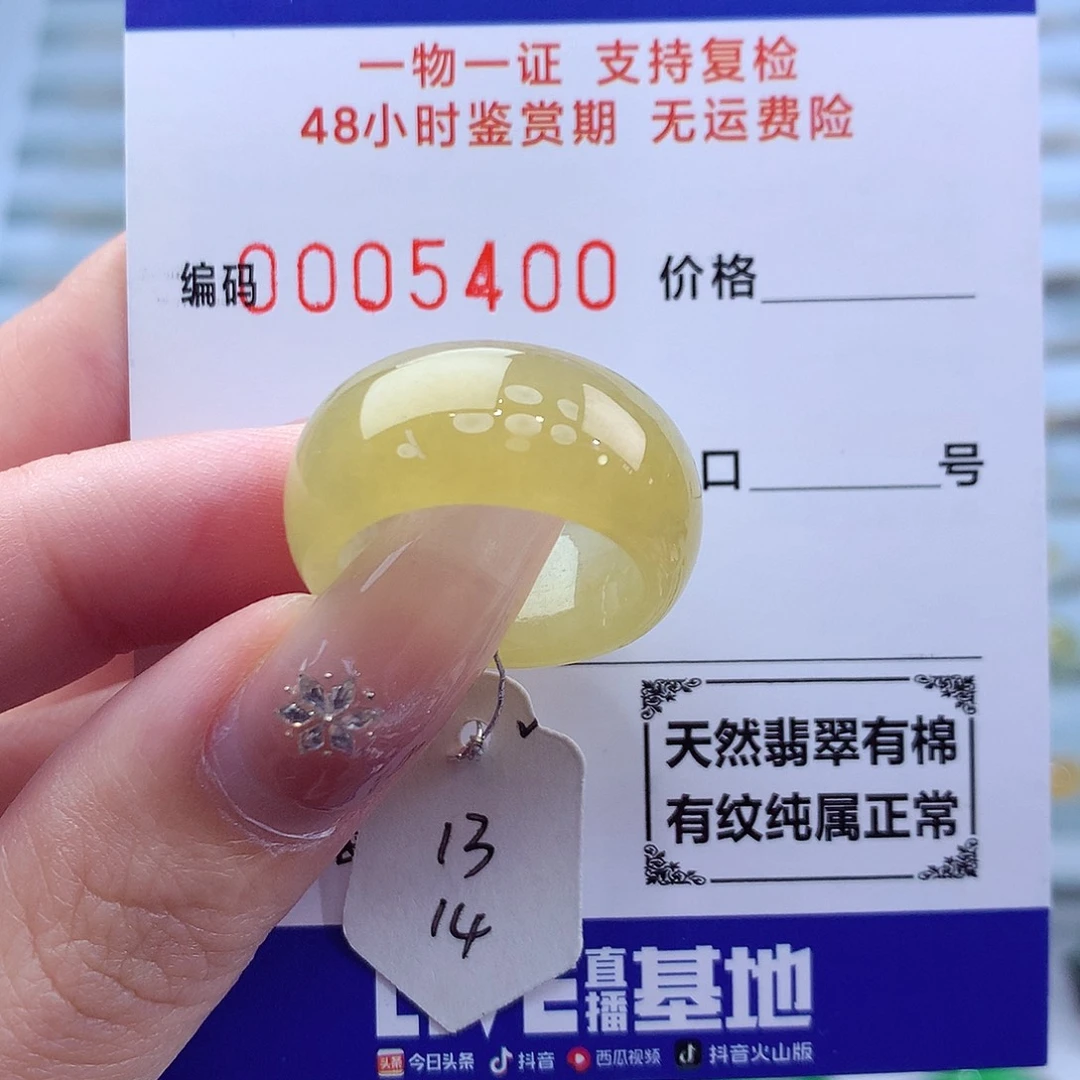 一物一证 支持复检
48小时鉴赏期 无运费险
编码0005400 价格
口 号
天然翡翠有棉
有纹纯属正常
13
14
直播基地
头条 今日头条 抖音 西瓜视频 抖音火山版